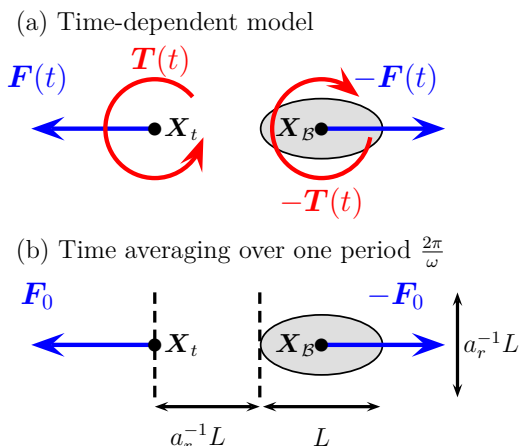 (a) Time-dependent model
T(t)
F(t) −F(t)
X_t X_ℬ
−T(t)
(b) Time averaging over one period 2π/ω
F_0 −F_0
X_t X_ℬ a_r^{-1}L
a_r^{-1}L L